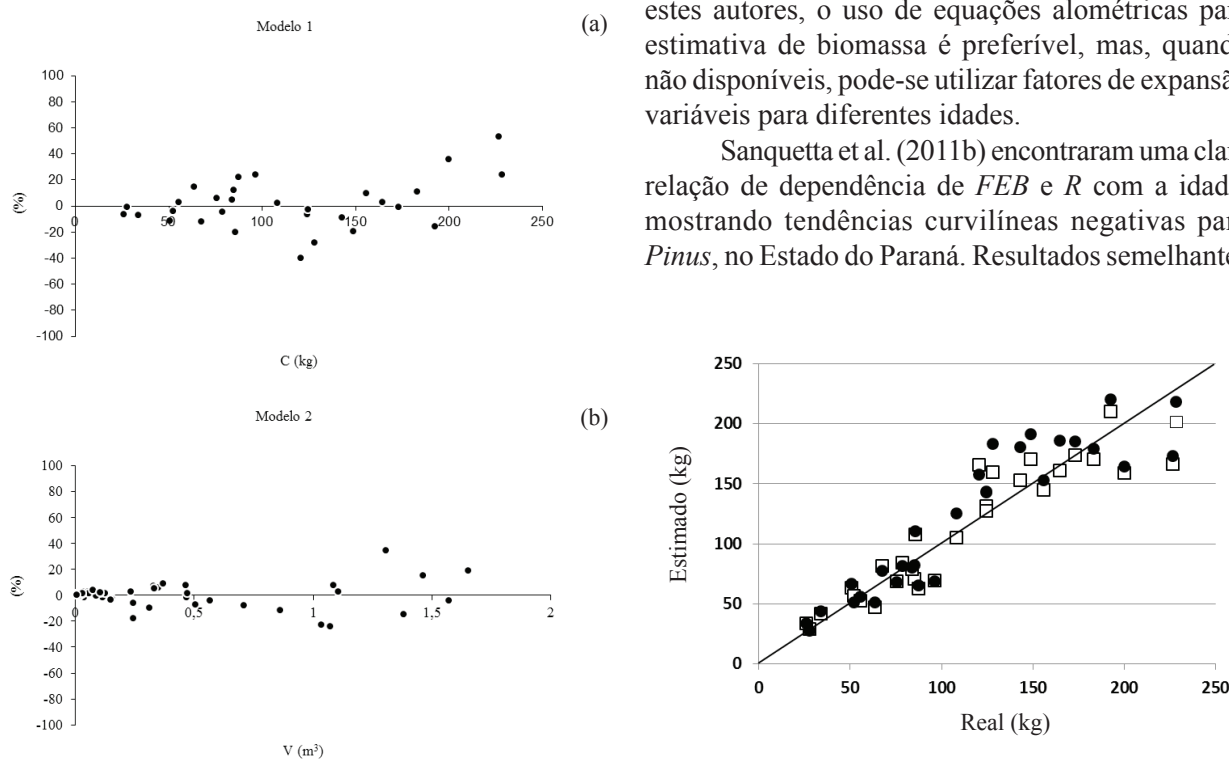 Modelo 1
(a)
100
80
60
40
20
0
-20
-40
-60
-80
-100
(%)
0 50 100 150 200 250
C (kg)
Modelo 2
(b)
100
80
60
40
20
0
-20
-40
-60
-80
-100
(%)
0 0,5 1 1,5 2
V (m³)
estes autores, o uso de equações alométricas par
estimativa de biomassa é preferível, mas, quand
não disponíveis, pode-se utilizar fatores de expansã
variáveis para diferentes idades.
Sanquetta et al. (2011b) encontraram uma clar
relação de dependência de FEB e R com a idad
mostrando tendências curvilíneas negativas par
Pinus, no Estado do Paraná. Resultados semelhante
250
200
150
100
50
0
Estimado (kg)
0 50 100 150 200 250
Real (kg)